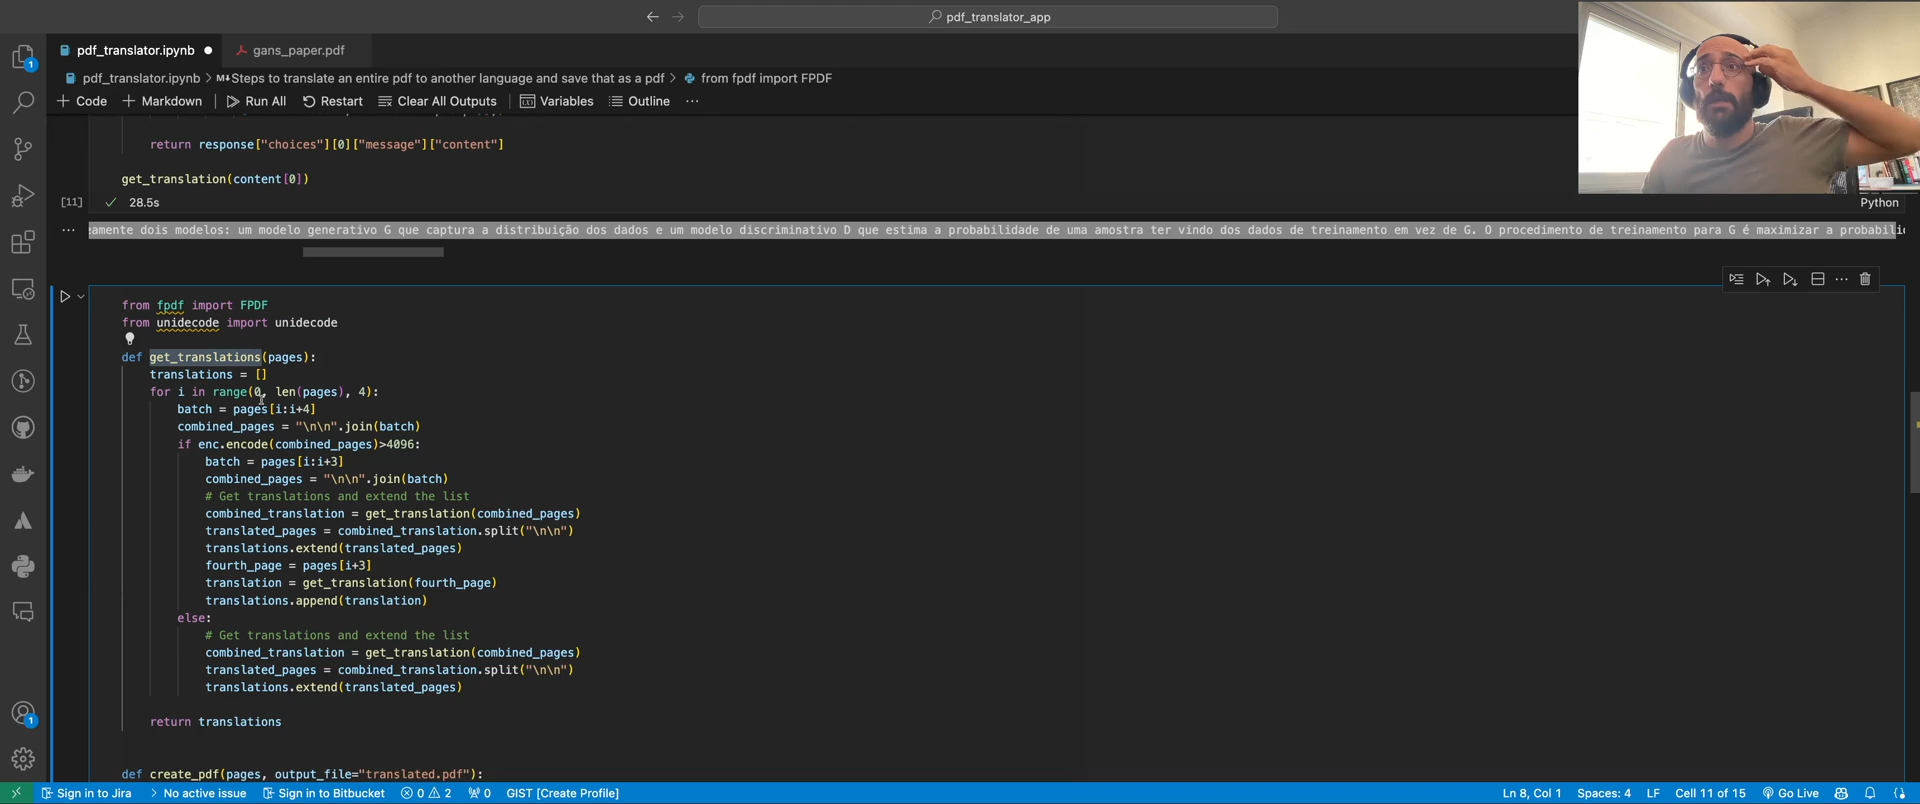 pdf_translator_app
pdf_translator.ipynb
gans_paper.pdf
pdf_translator.ipynb > M↓Steps to translate an entire pdf to another language and save that as a pdf > from fpdf import FPDF
+ Code + Markdown Run All Restart Clear All Outputs Variables Outline ...
return response["choices"][0]["message"]["content"]
get_translation(content[0])
[11] ✓ 28.5s
Python
... eamente dois modelos: um modelo generativo G que captura a distribuição dos dados e um modelo discriminativo D que estima a probabilidade de uma amostra ter vindo dos dados de treinamento em vez de G. O procedimento de treinamento para G é maximizar a probabili
from fpdf import FPDF
from unidecode import unidecode
def get_translations(pages):
translations = []
for i in range(0, len(pages), 4):
batch = pages[i:i+4]
combined_pages = "\n\n".join(batch)
if enc.encode(combined_pages)>4096:
batch = pages[i:i+3]
combined_pages = "\n\n".join(batch)
# Get translations and extend the list
combined_translation = get_translation(combined_pages)
translated_pages = combined_translation.split("\n\n")
translations.extend(translated_pages)
fourth_page = pages[i+3]
translation = get_translation(fourth_page)
translations.append(translation)
else:
# Get translations and extend the list
combined_translation = get_translation(combined_pages)
translated_pages = combined_translation.split("\n\n")
translations.extend(translated_pages)
return translations
def create_pdf(pages, output_file="translated.pdf"):
1
1
Sign in to Jira > No active issue Sign in to Bitbucket 0 2 0 GIST [Create Profile] Ln 8, Col 1 Spaces: 4 LF Cell 11 of 15 Go Live